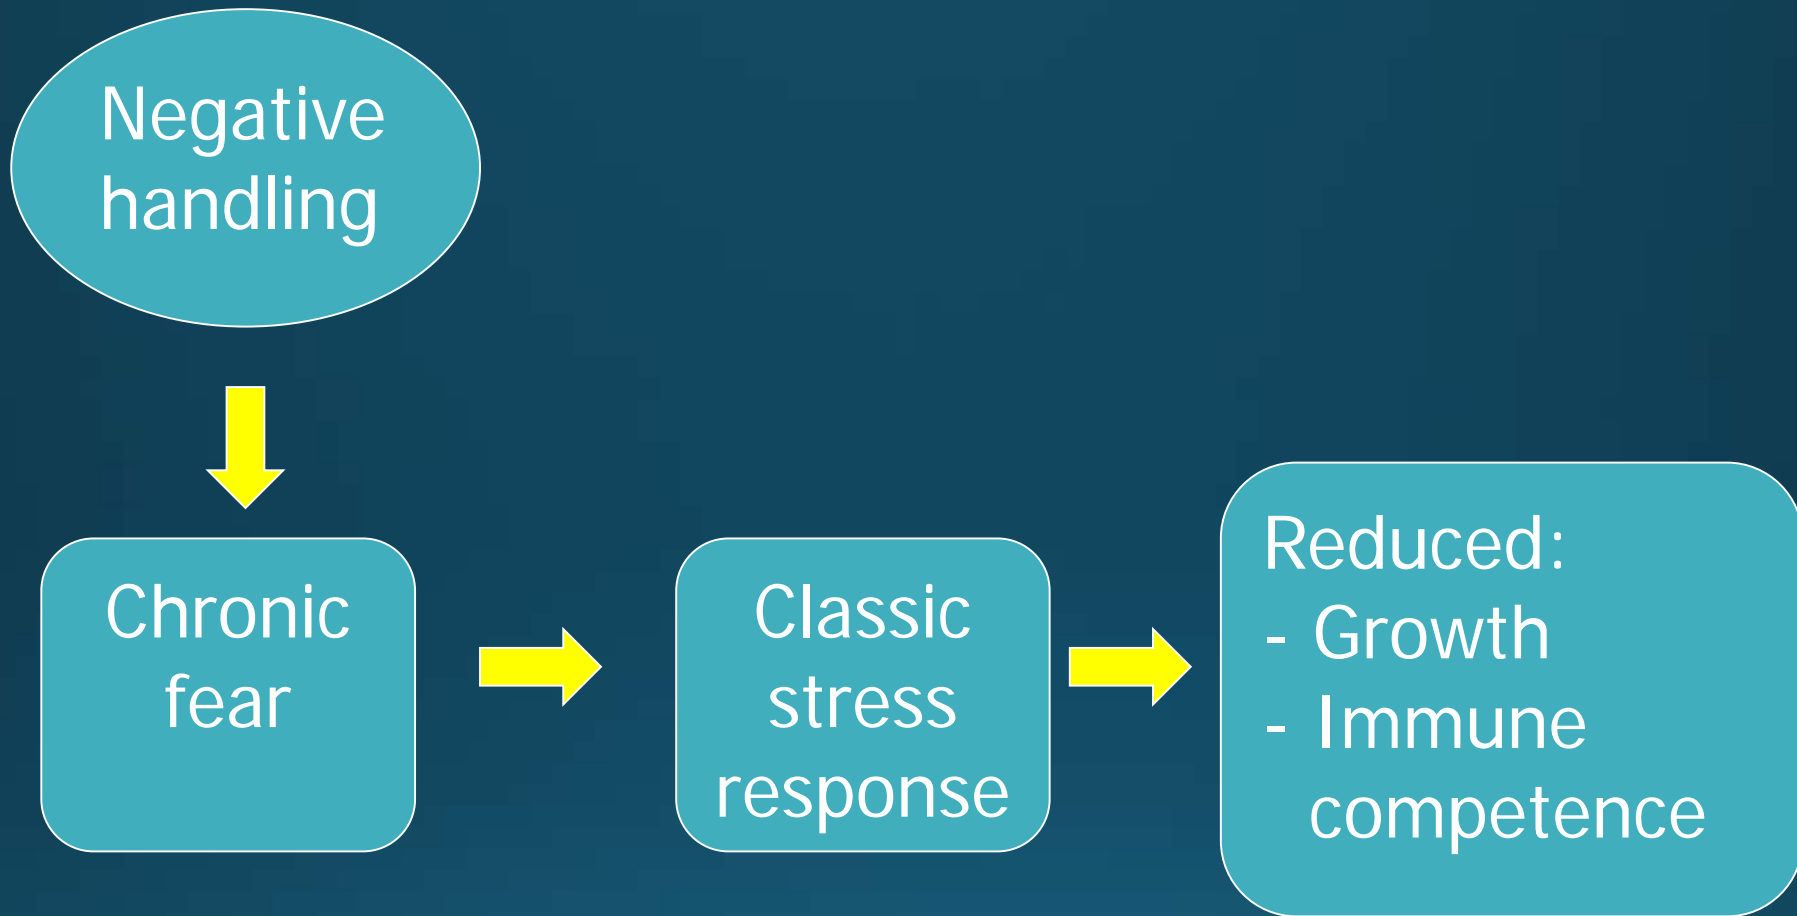 Negative
handling
Chronic
fear
Classic
stress
response
Reduced:
- Growth
- Immune
competence